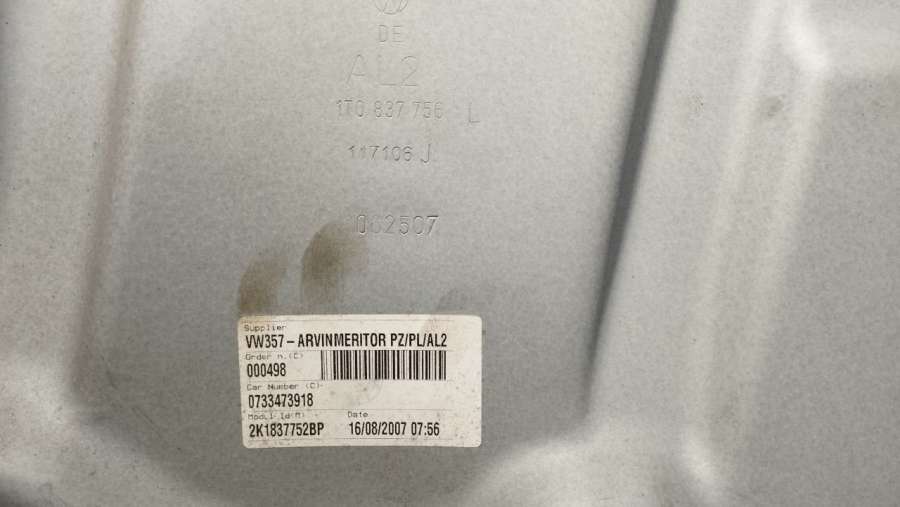 DE
AL2
1T0 837 756 L
117106 J
062507
Supplier
VW357 – ARVINMERITOR PZ/PL/AL2
Order n.(C)
000498
Car Number (C)
0733473918
Modul-Id(M) Date
2K1837752BP 16/08/2007 07:56